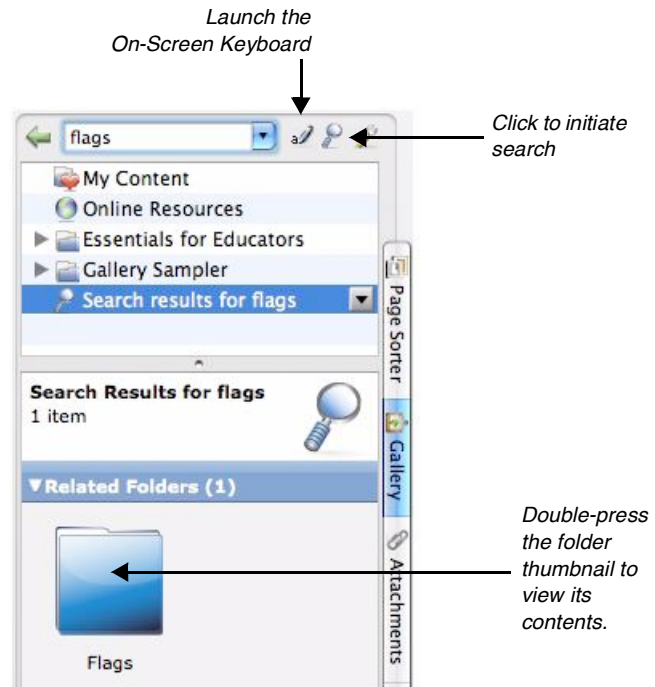 Launch the
On-Screen Keyboard
flags
a
Click to initiate
search
My Content
Online Resources
Essentials for Educators
Gallery Sampler
Search results for flags
Page Sorter
Search Results for flags
1 item
Gallery
Related Folders (1)
Attachments
Double-press
the folder
thumbnail to
view its
contents.
Flags